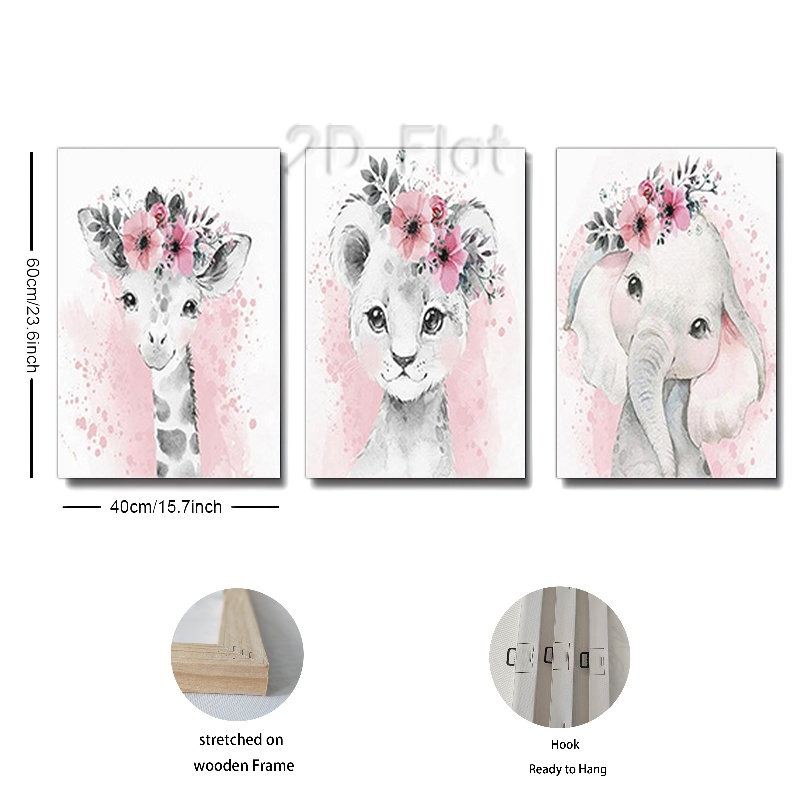 2D Flat
60cm/23.6inch
40cm/15.7inch
stretched on
wooden Frame
Hook
Ready to Hang